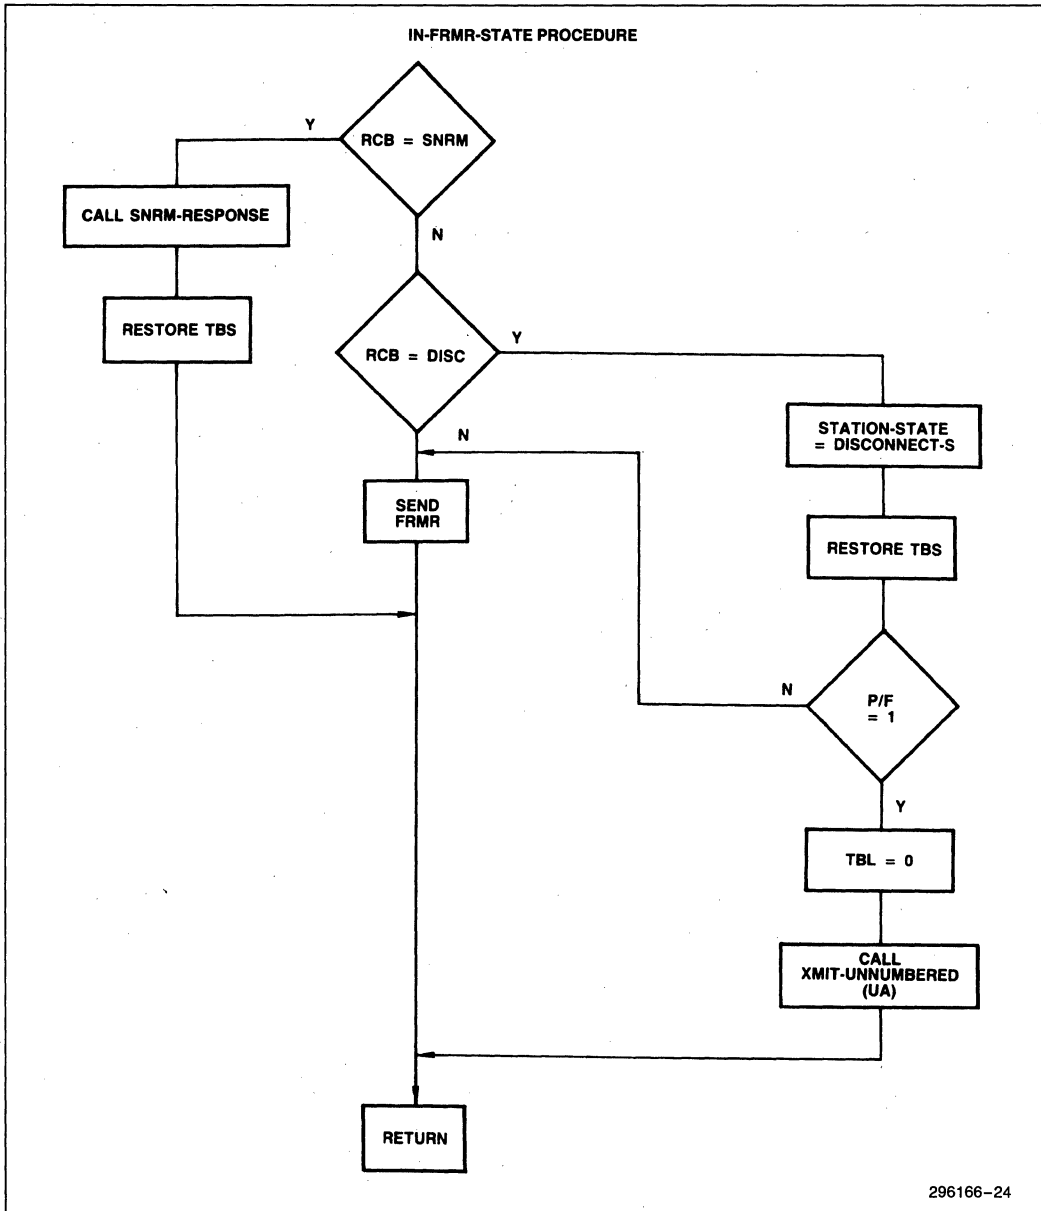 IN-FRMR-STATE PROCEDURE
RCB = SNRM
Y
N
CALL SNRM-RESPONSE
RESTORE TBS
RCB = DISC
Y
N
STATION-STATE
= DISCONNECT-S
SEND
FRMR
RESTORE TBS
P/F
= 1
N
Y
TBL = 0
CALL
XMIT-UNNUMBERED
(UA)
RETURN
296166-24